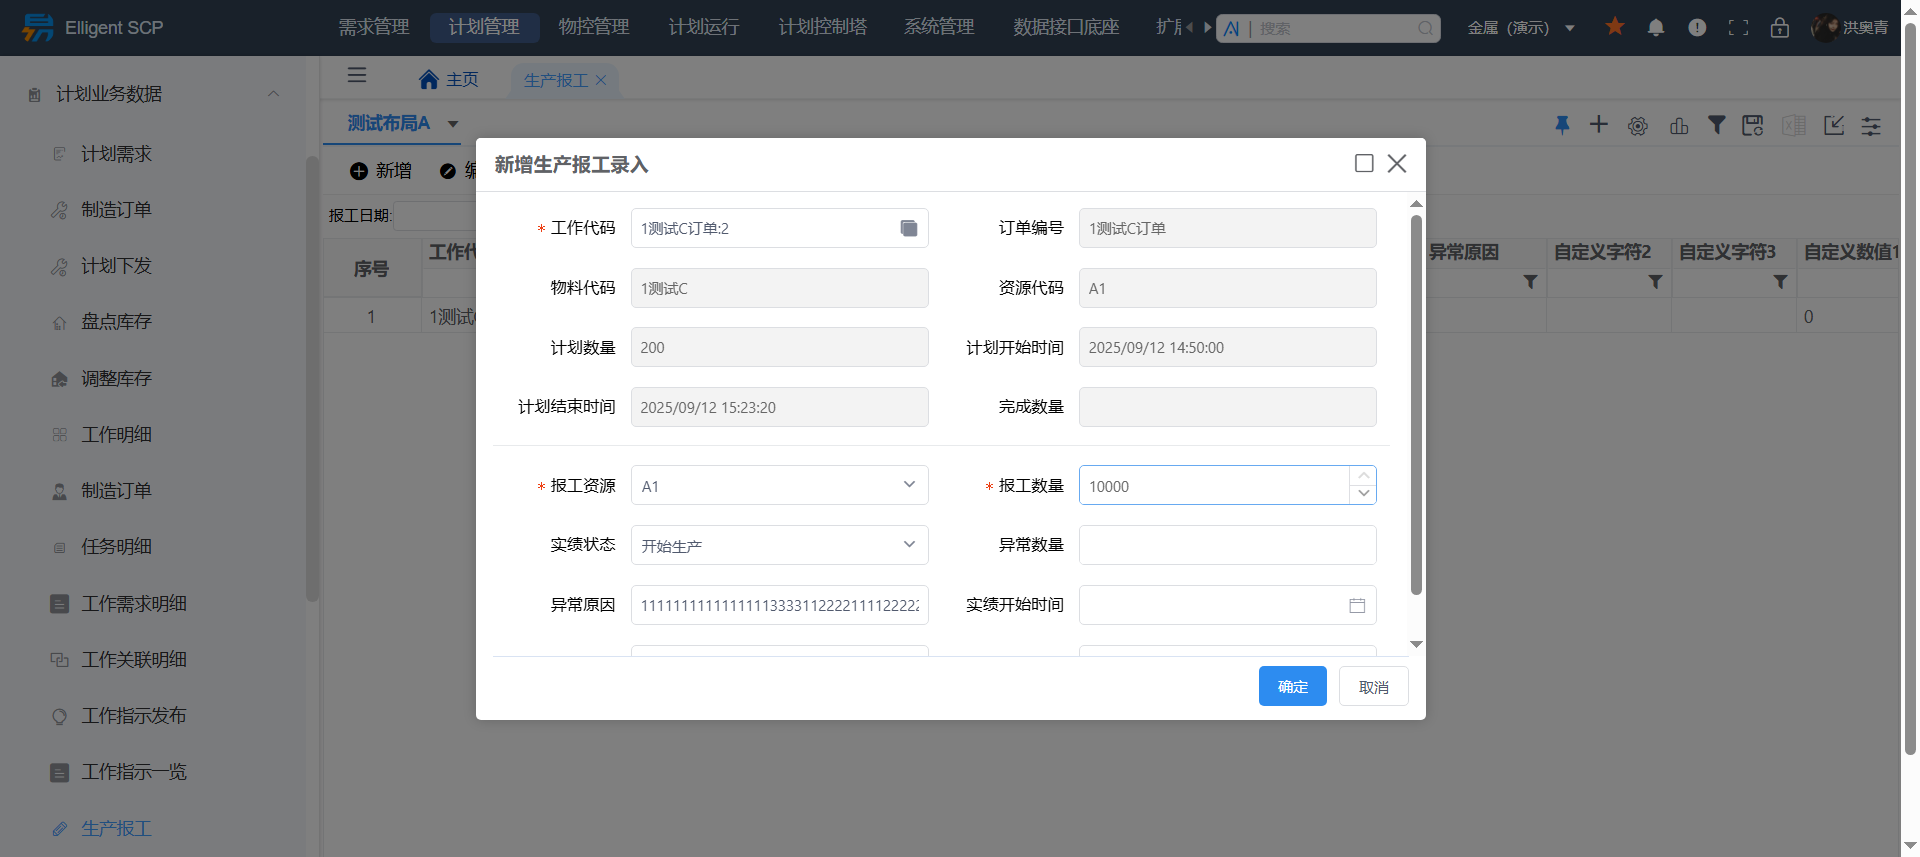 Elligent SCP
需求管理
计划管理
物控管理
计划运行
计划控制塔
系统管理
数据接口底座
AI | 搜索
金属 (演示)
洪奥青
计划业务数据
计划需求
制造订单
计划下发
盘点库存
调整库存
工作明细
制造订单
任务明细
工作需求明细
工作关联明细
工作指示发布
工作指示一览
生产报工
主页
生产报工
测试布局A
新增
报工日期:
序号
异常原因
自定义字符2
自定义字符3
自定义数值1
1
0
新增生产报工录入
* 工作代码 1测试C订单:2
订单编号 1测试C订单
物料代码 1测试C
资源代码 A1
计划数量 200
计划开始时间 2025/09/12 14:50:00
计划结束时间 2025/09/12 15:23:20
完成数量
* 报工资源 A1
* 报工数量 10000
实绩状态 开始生产
异常数量
异常原因
实绩开始时间
确定
取消